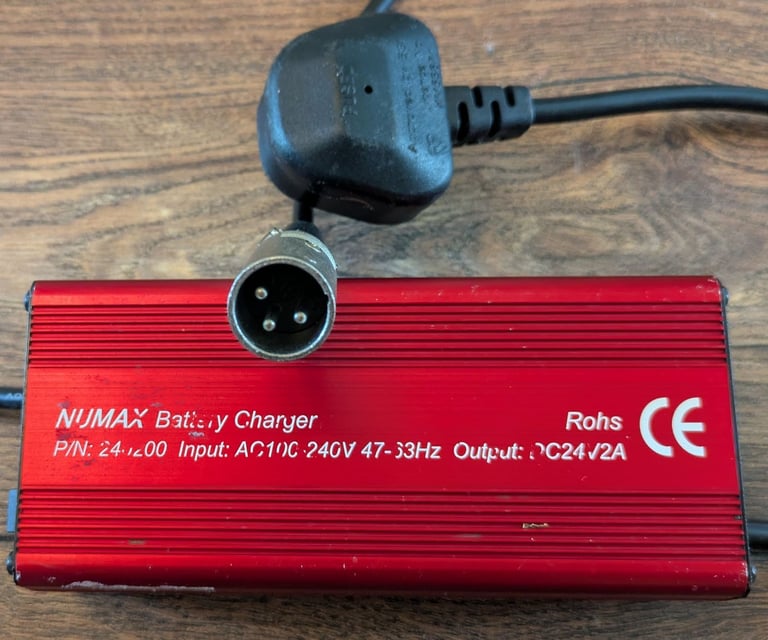 NUMAX Battery Charger
Rohs CE
P/N: Input: AC100-240V 47-63Hz Output: DC24V2A